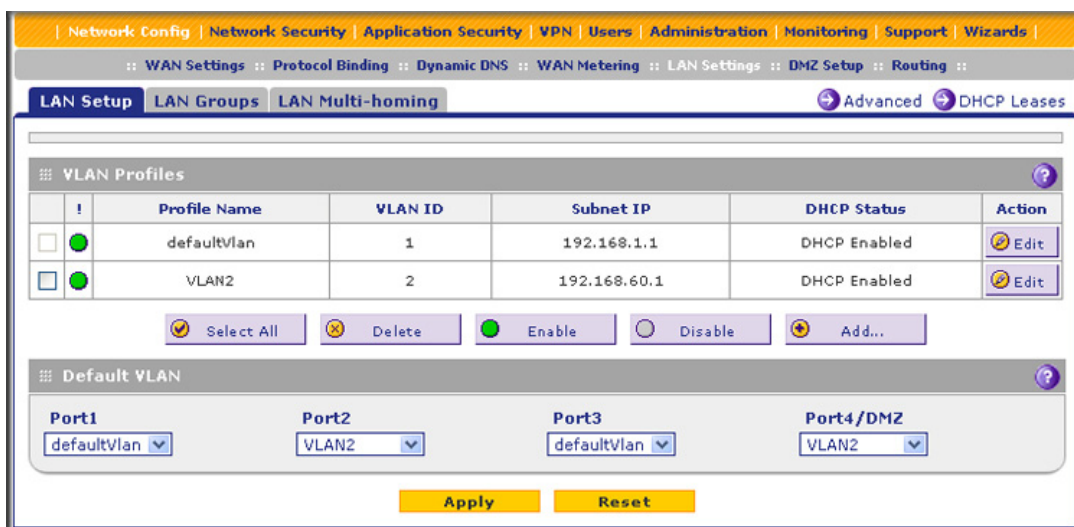 | Network Config | Network Security | Application Security | VPN | Users | Administration | Monitoring | Support | Wizards |
:: WAN Settings :: Protocol Binding :: Dynamic DNS :: WAN Metering :: LAN Settings :: DMZ Setup :: Routing ::
LAN Setup LAN Groups LAN Multi-homing Advanced DHCP Leases
VLAN Profiles ?
! Profile Name VLAN ID Subnet IP DHCP Status Action
defaultVlan 1 192.168.1.1 DHCP Enabled Edit
VLAN2 2 192.168.60.1 DHCP Enabled Edit
Select All Delete Enable Disable Add...
Default VLAN ?
Port1 Port2 Port3 Port4/DMZ
defaultVlan VLAN2 defaultVlan VLAN2
Apply Reset